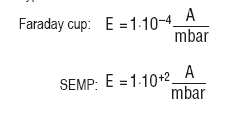 Faraday cup: E = 1·10⁻⁴ A/mbar
SEMP: E = 1·10⁺² A/mbar